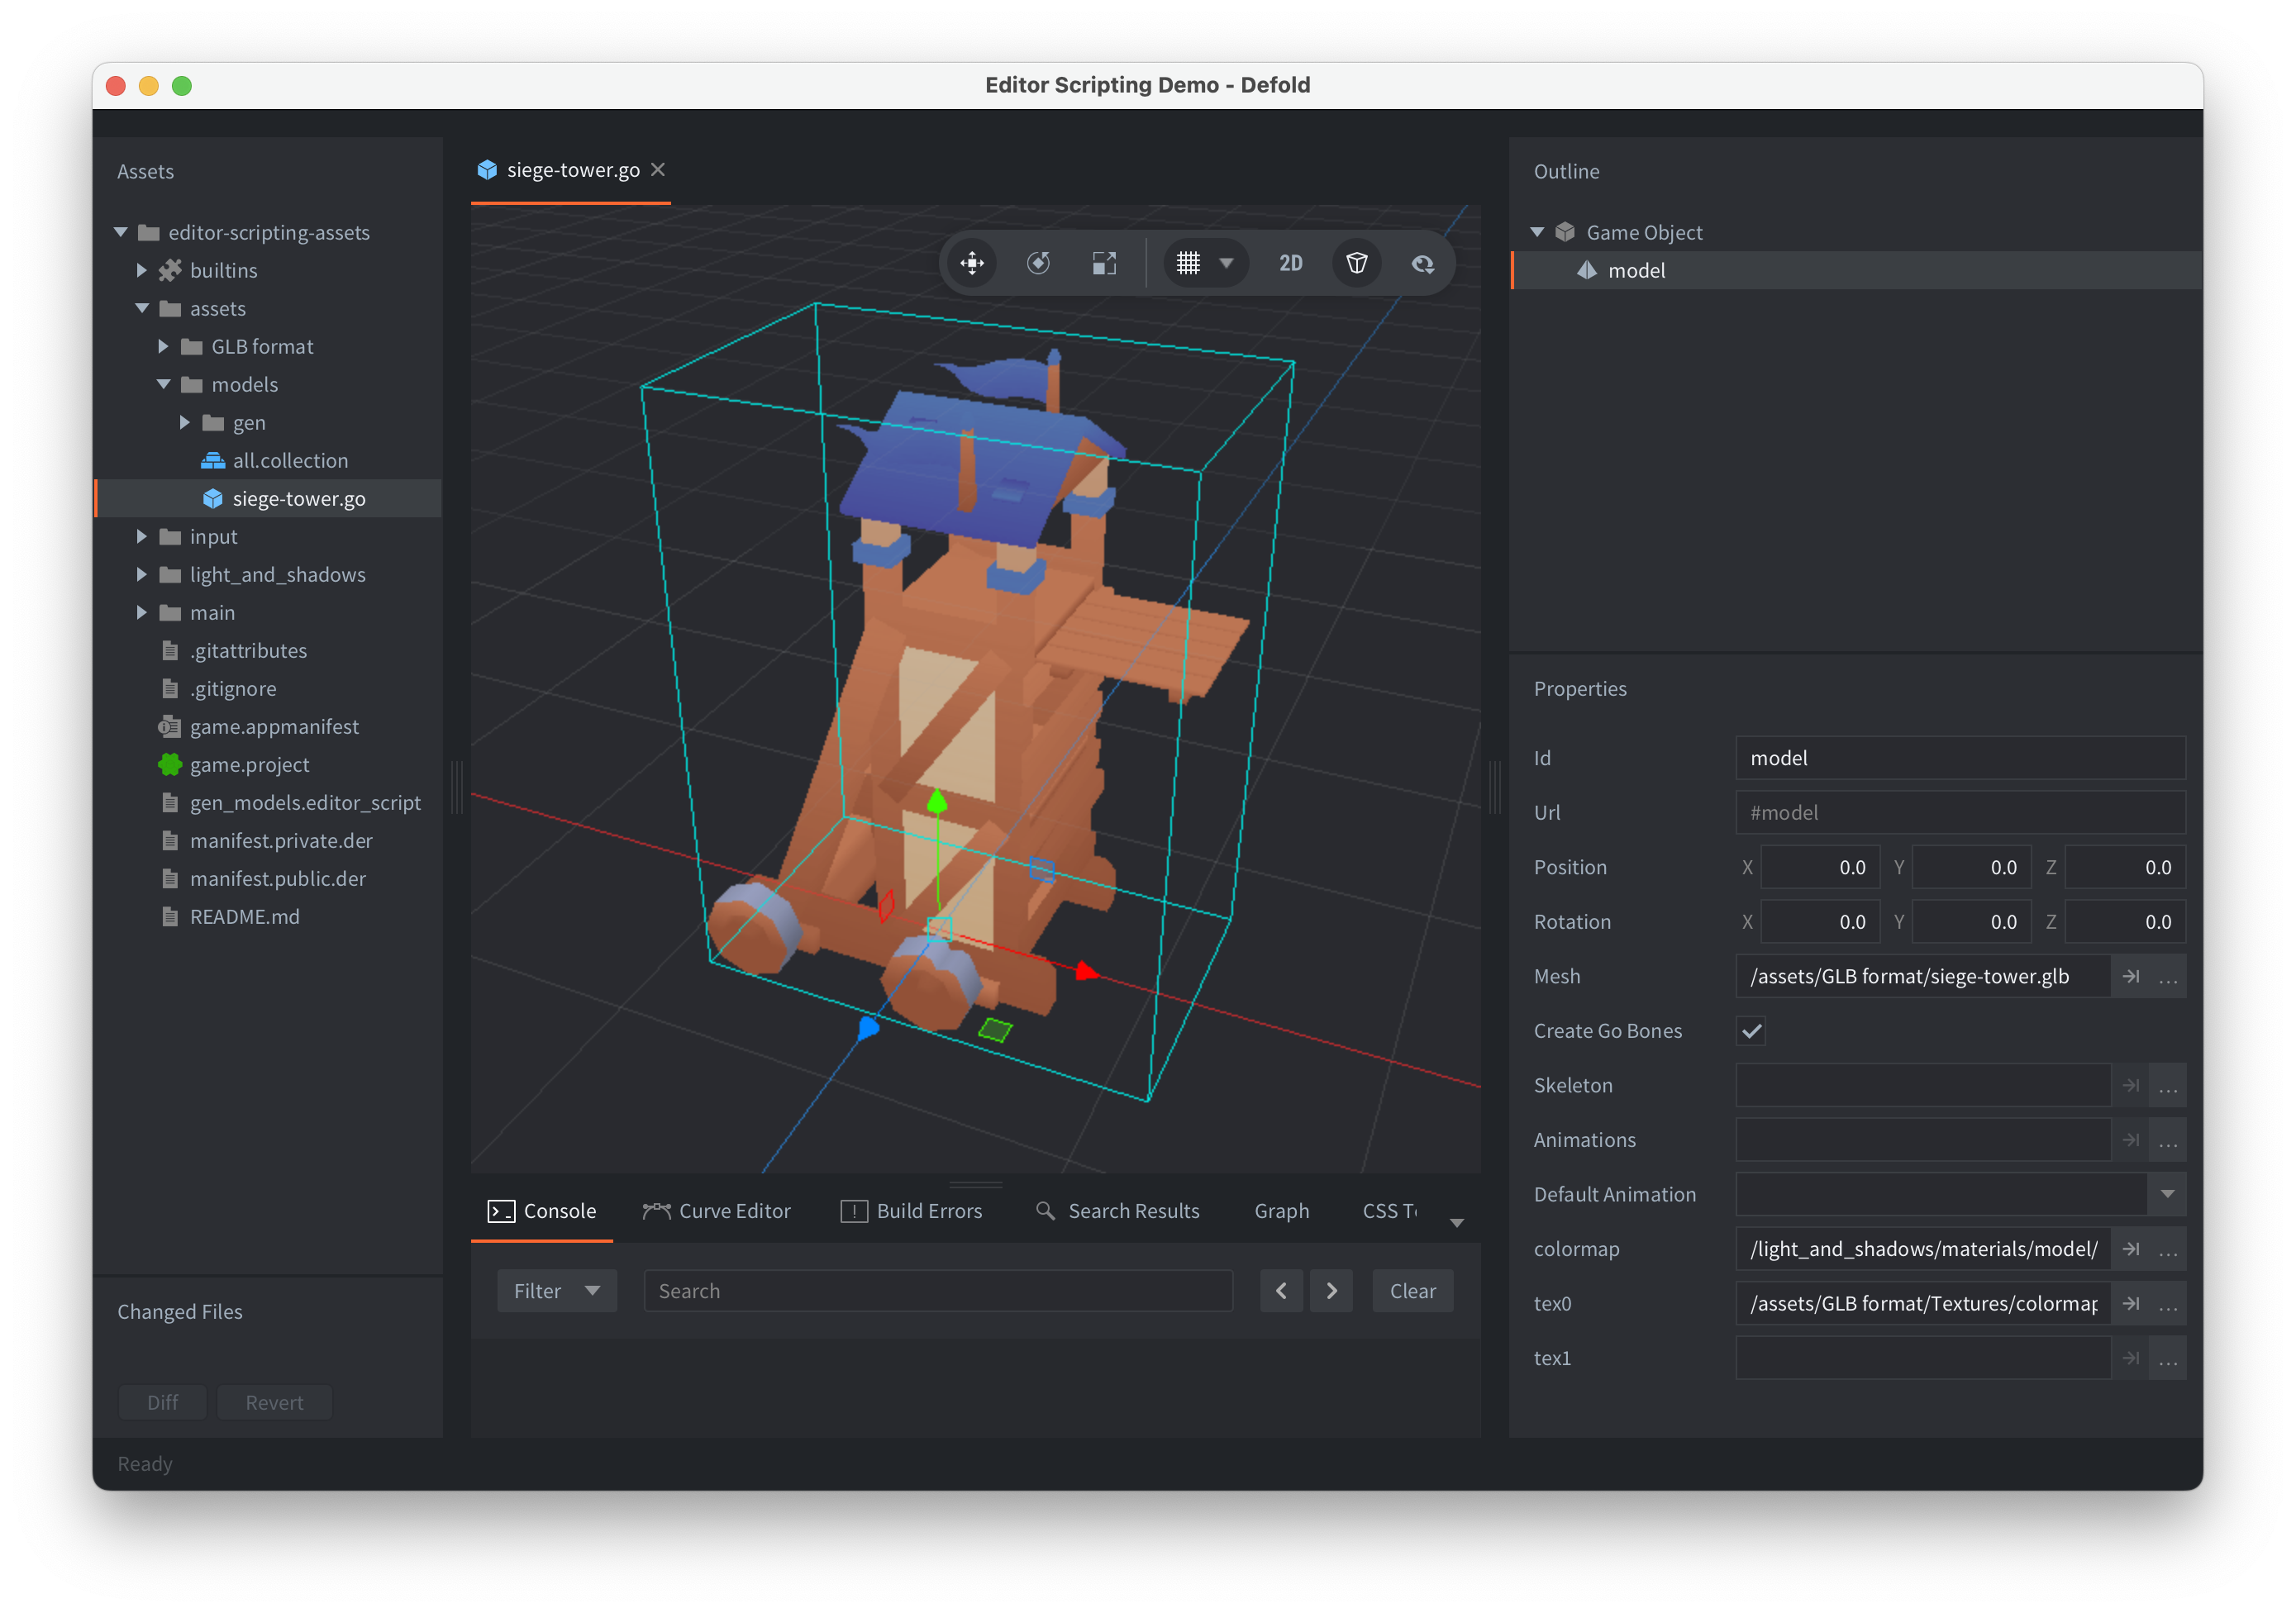 Editor Scripting Demo - Defold
Assets
editor-scripting-assets
builtins
assets
GLB format
models
gen
all.collection
siege-tower.go
input
light_and_shadows
main
.gitattributes
.gitignore
game.appmanifest
game.project
gen_models.editor_script
manifest.private.der
manifest.public.der
README.md
Changed Files
Diff Revert
Ready
siege-tower.go
2D
Console Curve Editor Build Errors Search Results Graph CSS
Filter Search Clear
Outline
Game Object
model
Properties
Id model
Url #model
Position X 0.0 Y 0.0 Z 0.0
Rotation X 0.0 Y 0.0 Z 0.0
Mesh /assets/GLB format/siege-tower.glb ...
Create Go Bones
Skeleton ...
Animations ...
Default Animation
colormap /light_and_shadows/materials/model/ ...
tex0 /assets/GLB format/Textures/colormap ...
tex1 ...